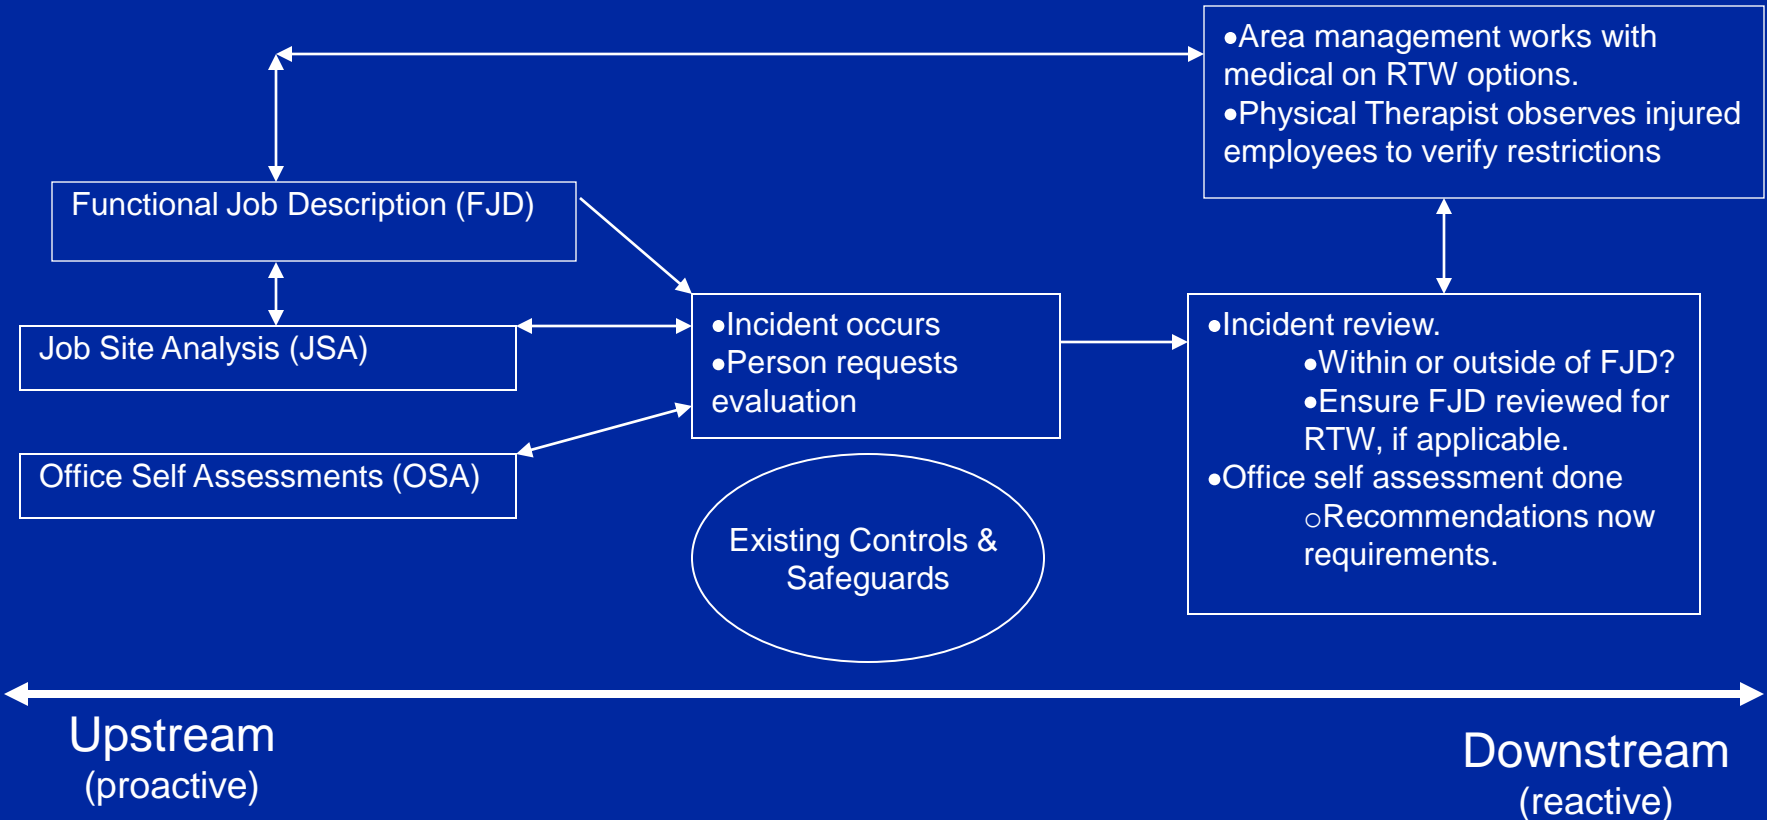 •Area management works with
medical on RTW options.
•Physical Therapist observes injured
employees to verify restrictions
Functional Job Description (FJD)
Job Site Analysis (JSA)
Office Self Assessments (OSA)
•Incident occurs
•Person requests
evaluation
Existing Controls &
Safeguards
•Incident review.
•Within or outside of FJD?
•Ensure FJD reviewed for
RTW, if applicable.
•Office self assessment done
oRecommendations now
requirements.
Upstream
(proactive)
Downstream
(reactive)